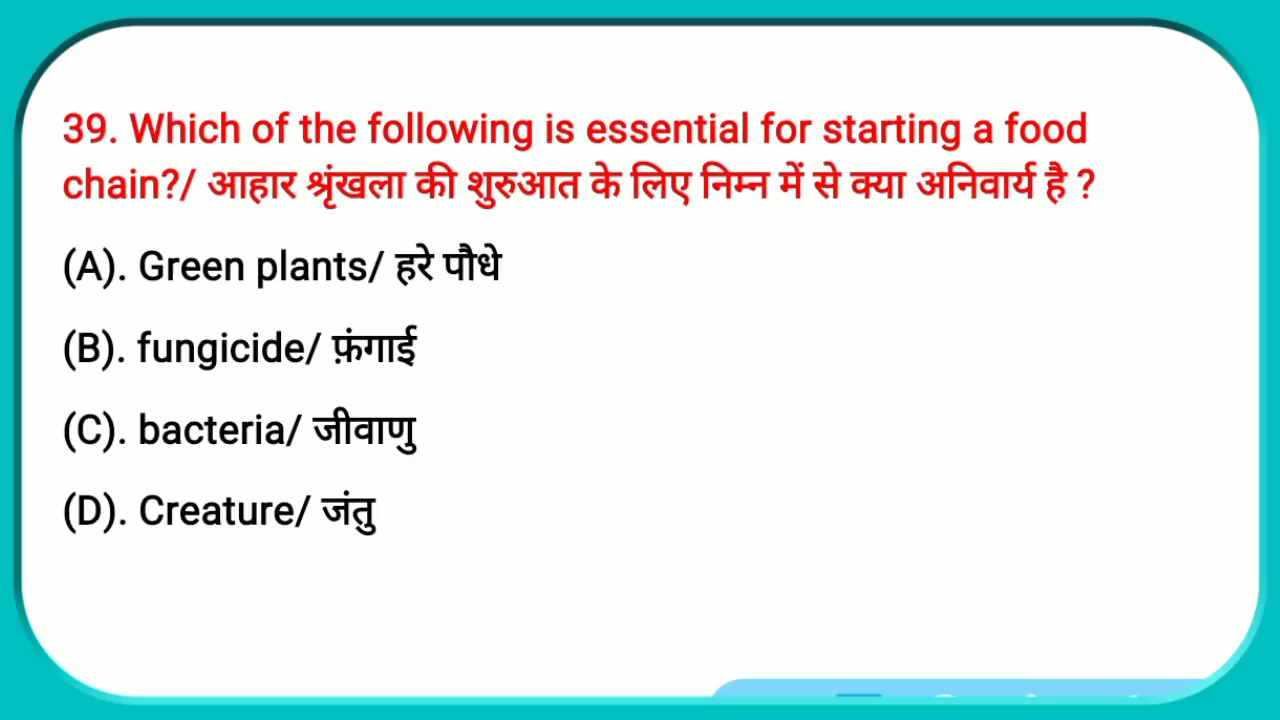 39. Which of the following is essential for starting a food
chain?/ आहार श्रृंखला की शुरुआत के लिए निम्न में से क्या अनिवार्य है ?
(A). Green plants/ हरे पौधे
(B). fungicide/ फ़ंगाई
(C). bacteria/ जीवाणु
(D). Creature/ जंतु